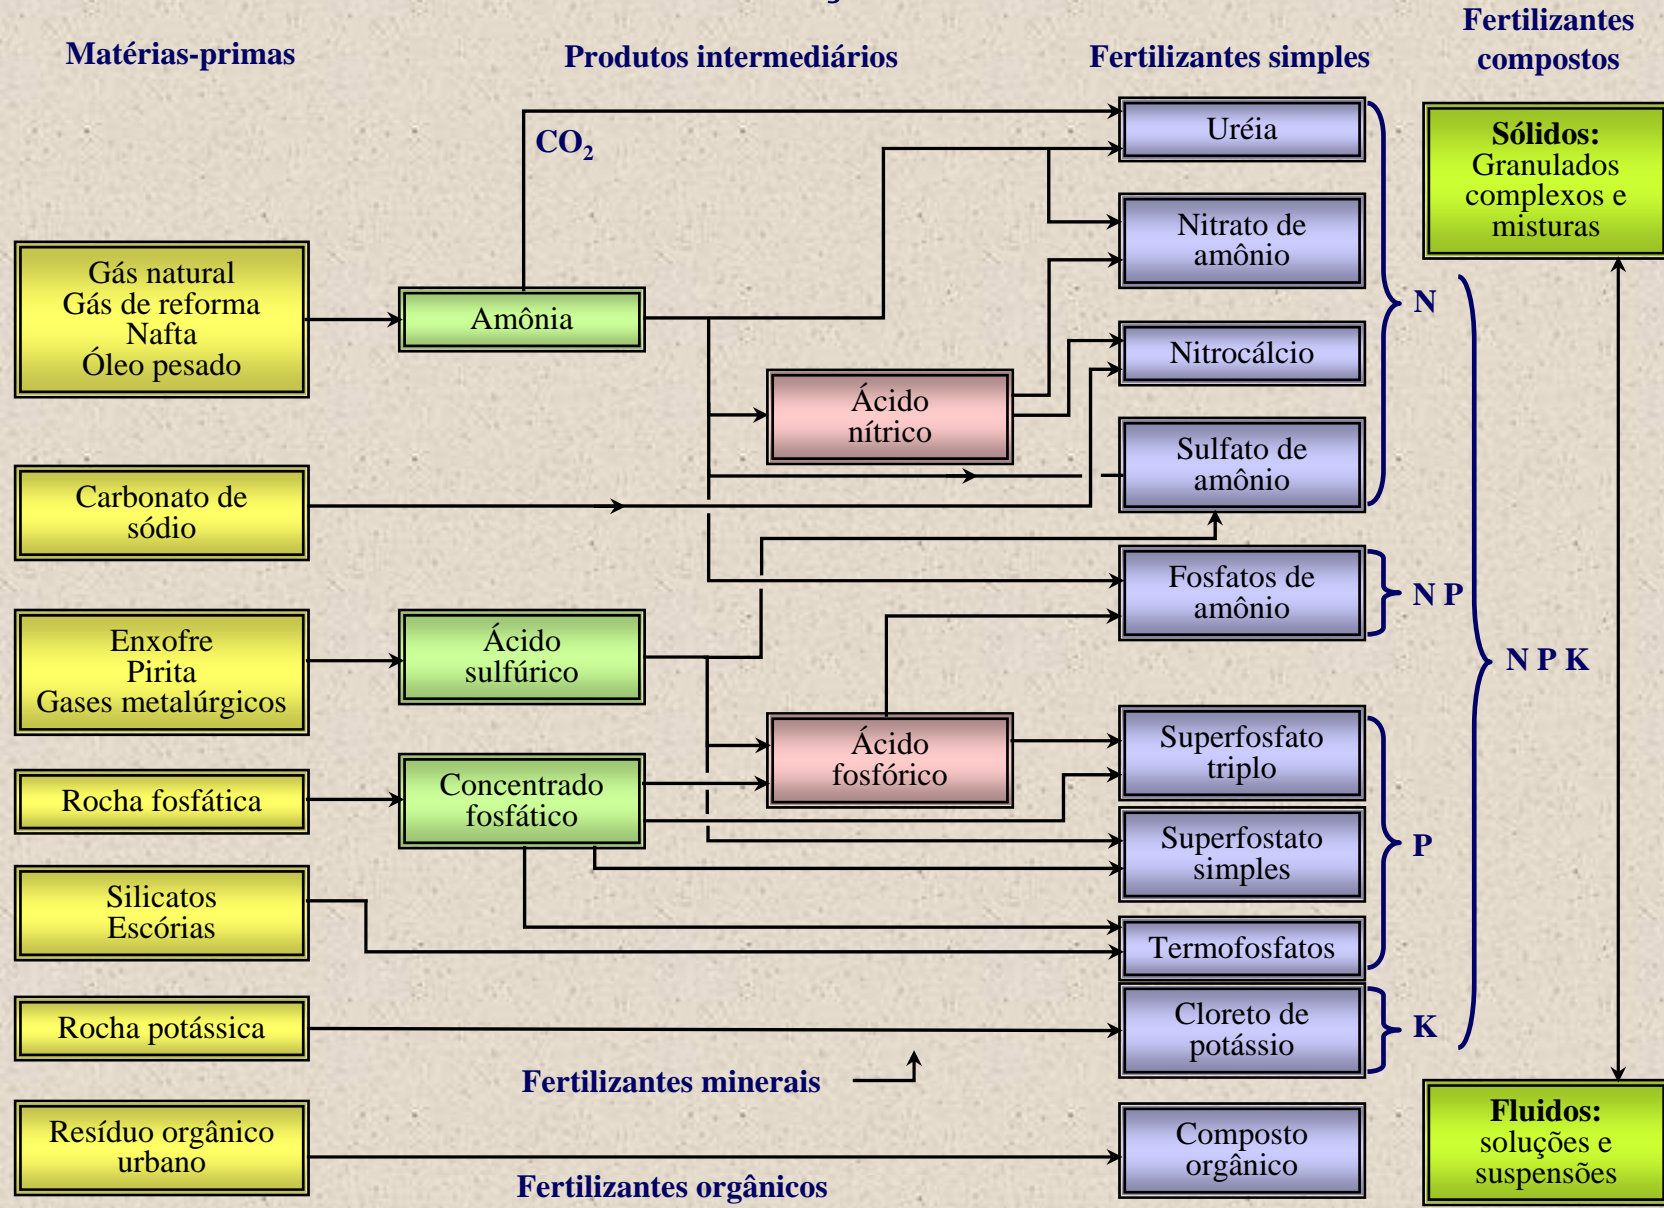 Matérias-primas
Produtos intermediários
Fertilizantes simples
Fertilizantes
compostos
CO₂
Uréia
Sólidos:
Granulados
complexos e
misturas
Nitrato de
amônio
Gás natural
Gás de reforma
Nafta
Óleo pesado
Amônia
N
Nitrocálcio
Ácido
nítrico
Sulfato de
amônio
Carbonato de
sódio
Fosfatos de
amônio
N P
Enxofre
Pirita
Gases metalúrgicos
Ácido
sulfúrico
N P K
Ácido
fosfórico
Superfosfato
triplo
Rocha fosfática
Concentrado
fosfático
Superfostato
simples
P
Silicatos
Escórias
Termofosfatos
Rocha potássica
Cloreto de
potássio
K
Fertilizantes minerais
Resíduo orgânico
urbano
Composto
orgânico
Fertilizantes orgânicos
Fluidos:
soluções e
suspensões